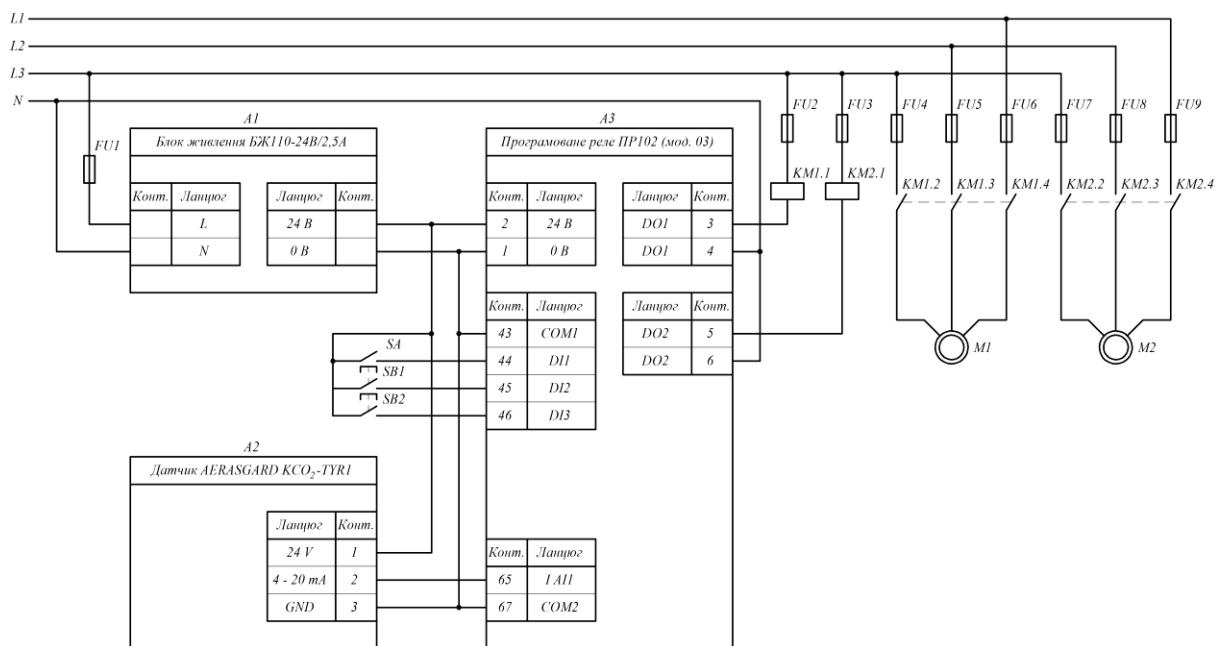 L1
L2
L3
N
FU1
A1
Блок живлення БЖ110-24В/2,5А
Конт. Ланцюг
L
N
Ланцюг Конт.
24 В
0 В
A3
Програмоване реле ПР102 (мод. 03)
Конт. Ланцюг
2 24 В
1 0 В
Ланцюг Конт.
DO1 3
DO1 4
Конт. Ланцюг
43 COM1
44 DI1
45 DI2
46 DI3
Ланцюг Конт.
DO2 5
DO2 6
SA
SB1
SB2
A2
Датчик AERASGARD KCO₂-TYR1
Ланцюг Конт.
24 V 1
4 - 20 mA 2
GND 3
Конт. Ланцюг
65 I AI1
67 COM2
FU2
FU3
FU4
FU5
FU6
FU7
FU8
FU9
KM1.1
KM2.1
KM1.2
KM1.3
KM1.4
KM2.2
KM2.3
KM2.4
M1
M2